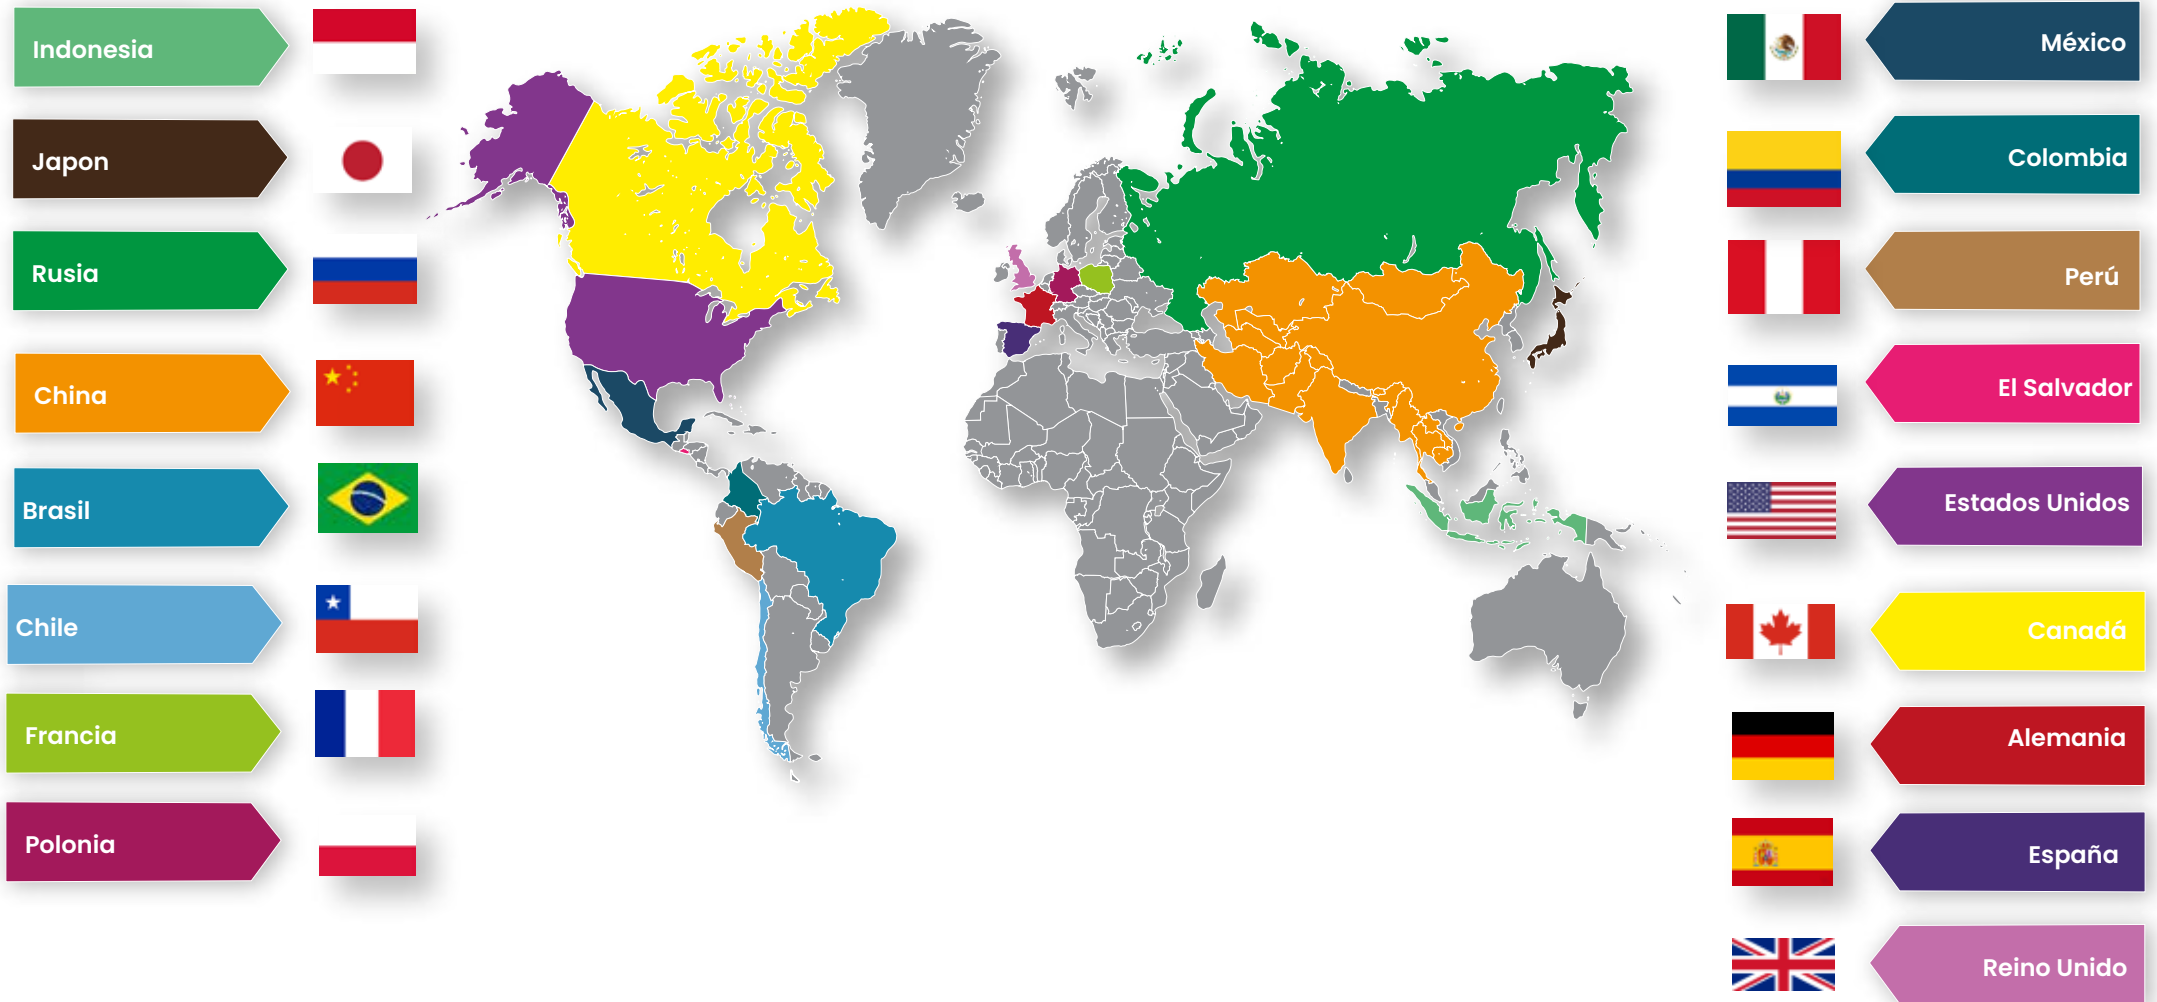 Indonesia
Japon
Rusia
China
Brasil
Chile
Francia
Polonia
México
Colombia
Perú
El Salvador
Estados Unidos
Canadá
Alemania
España
Reino Unido